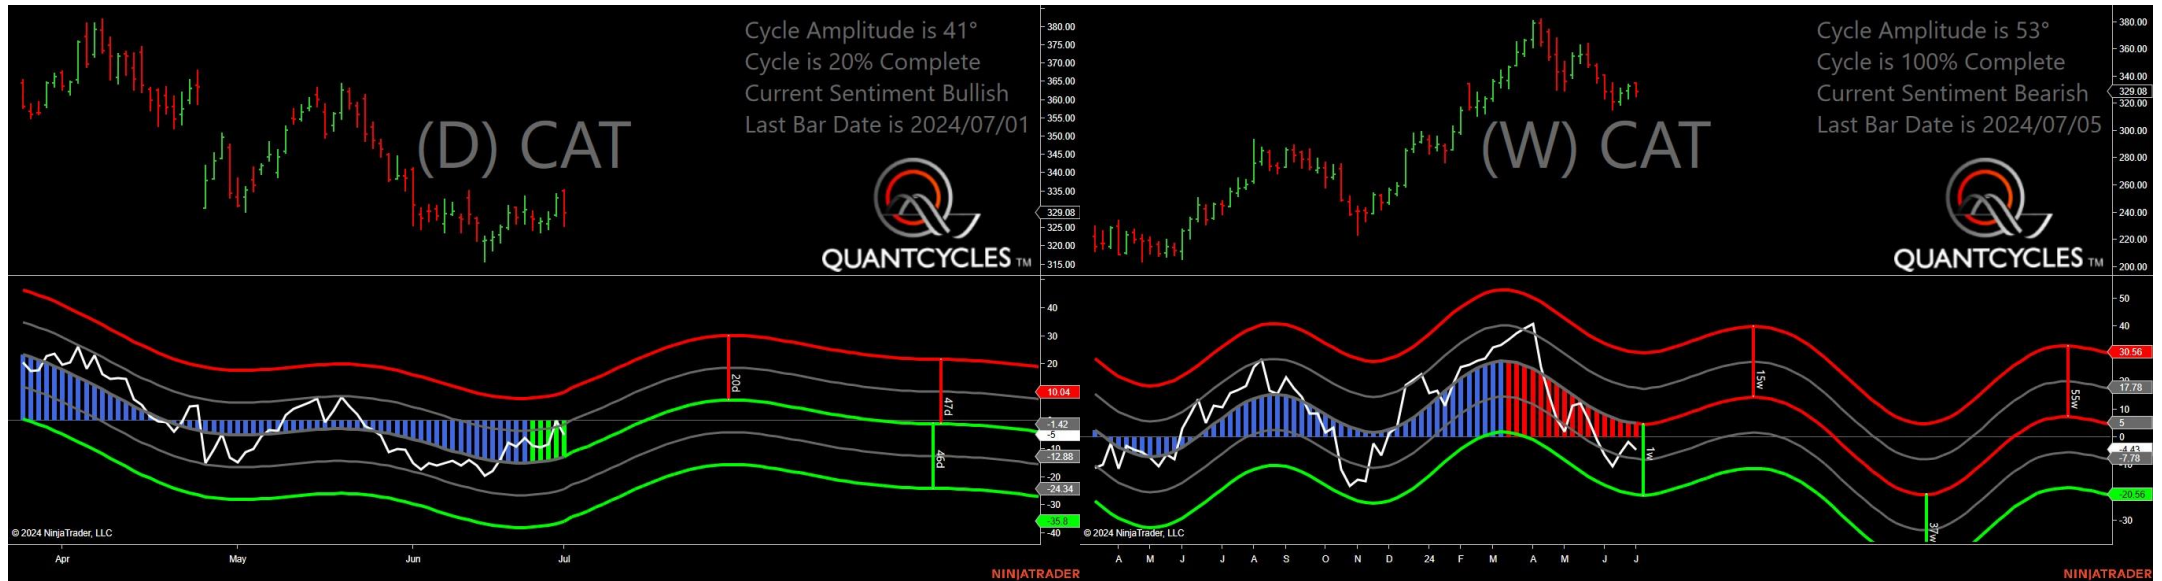 Cycle Amplitude is 41°
Cycle is 20% Complete
Current Sentiment Bullish
Last Bar Date is 2024/07/01
(D) CAT
QUANTCYCLES TM
380.00
375.00
370.00
365.00
360.00
355.00
350.00
345.00
340.00
335.00
329.08
325.00
320.00
315.00
40
30
20
10.04
-1.42
-5
-12.88
-20
-24.34
-30
-35.8
-40
20d
47d
46d
© 2024 NinjaTrader, LLC
Apr May Jun Jul
NINJATRADER
Cycle Amplitude is 53°
Cycle is 100% Complete
Current Sentiment Bearish
Last Bar Date is 2024/07/05
(W) CAT
QUANTCYCLES TM
380.00
360.00
340.00
329.08
320.00
300.00
280.00
260.00
240.00
220.00
200.00
50
40
30.56
17.78
10
5
0
-4.43
-7.78
-20.56
-30
1w
15w
37w
55w
© 2024 NinjaTrader, LLC
A M J J A S O N D 24 F M A M J J
NINJATRADER